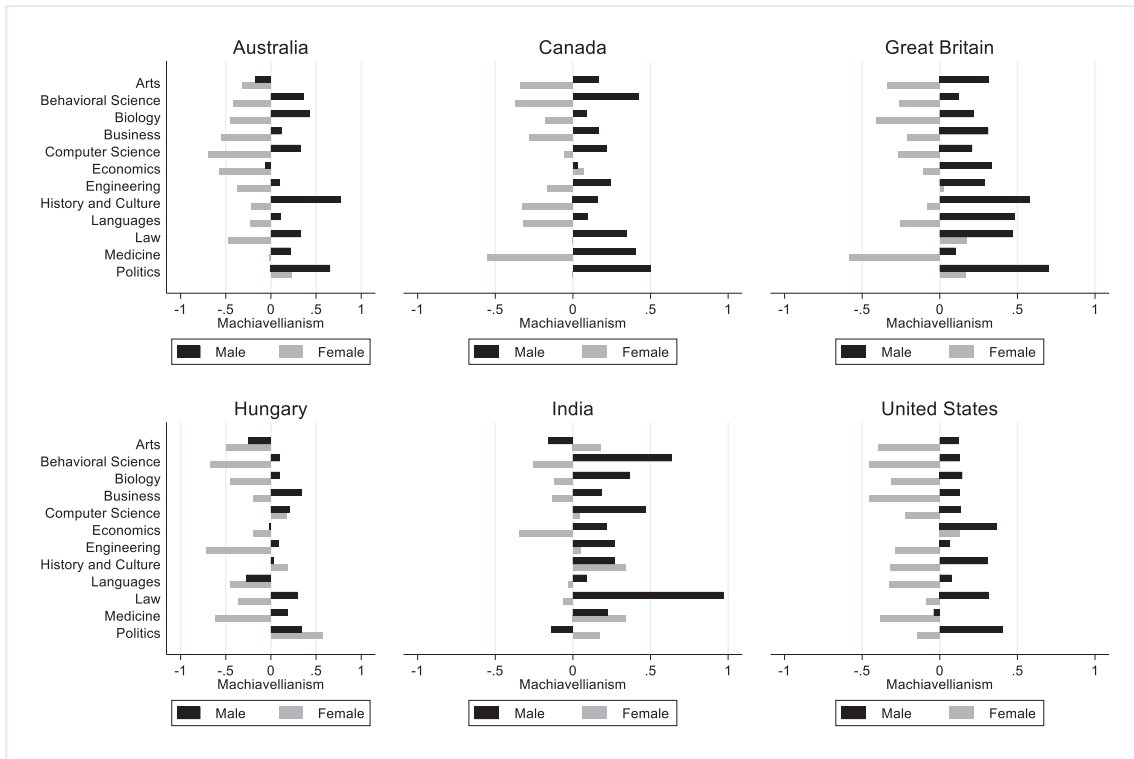 Australia
Canada
Great Britain
Arts
Behavioral Science
Biology
Business
Computer Science
Economics
Engineering
History and Culture
Languages
Law
Medicine
Politics
-1 -.5 0 .5 1
-1 -.5 0 .5 1
-1 -.5 0 .5 1
Machiavellianism
Machiavellianism
Machiavellianism
Male Female
Male Female
Male Female
Hungary
India
United States
Arts
Behavioral Science
Biology
Business
Computer Science
Economics
Engineering
History and Culture
Languages
Law
Medicine
Politics
-1 -.5 0 .5 1
-1 -.5 0 .5 1
-1 -.5 0 .5 1
Machiavellianism
Machiavellianism
Machiavellianism
Male Female
Male Female
Male Female